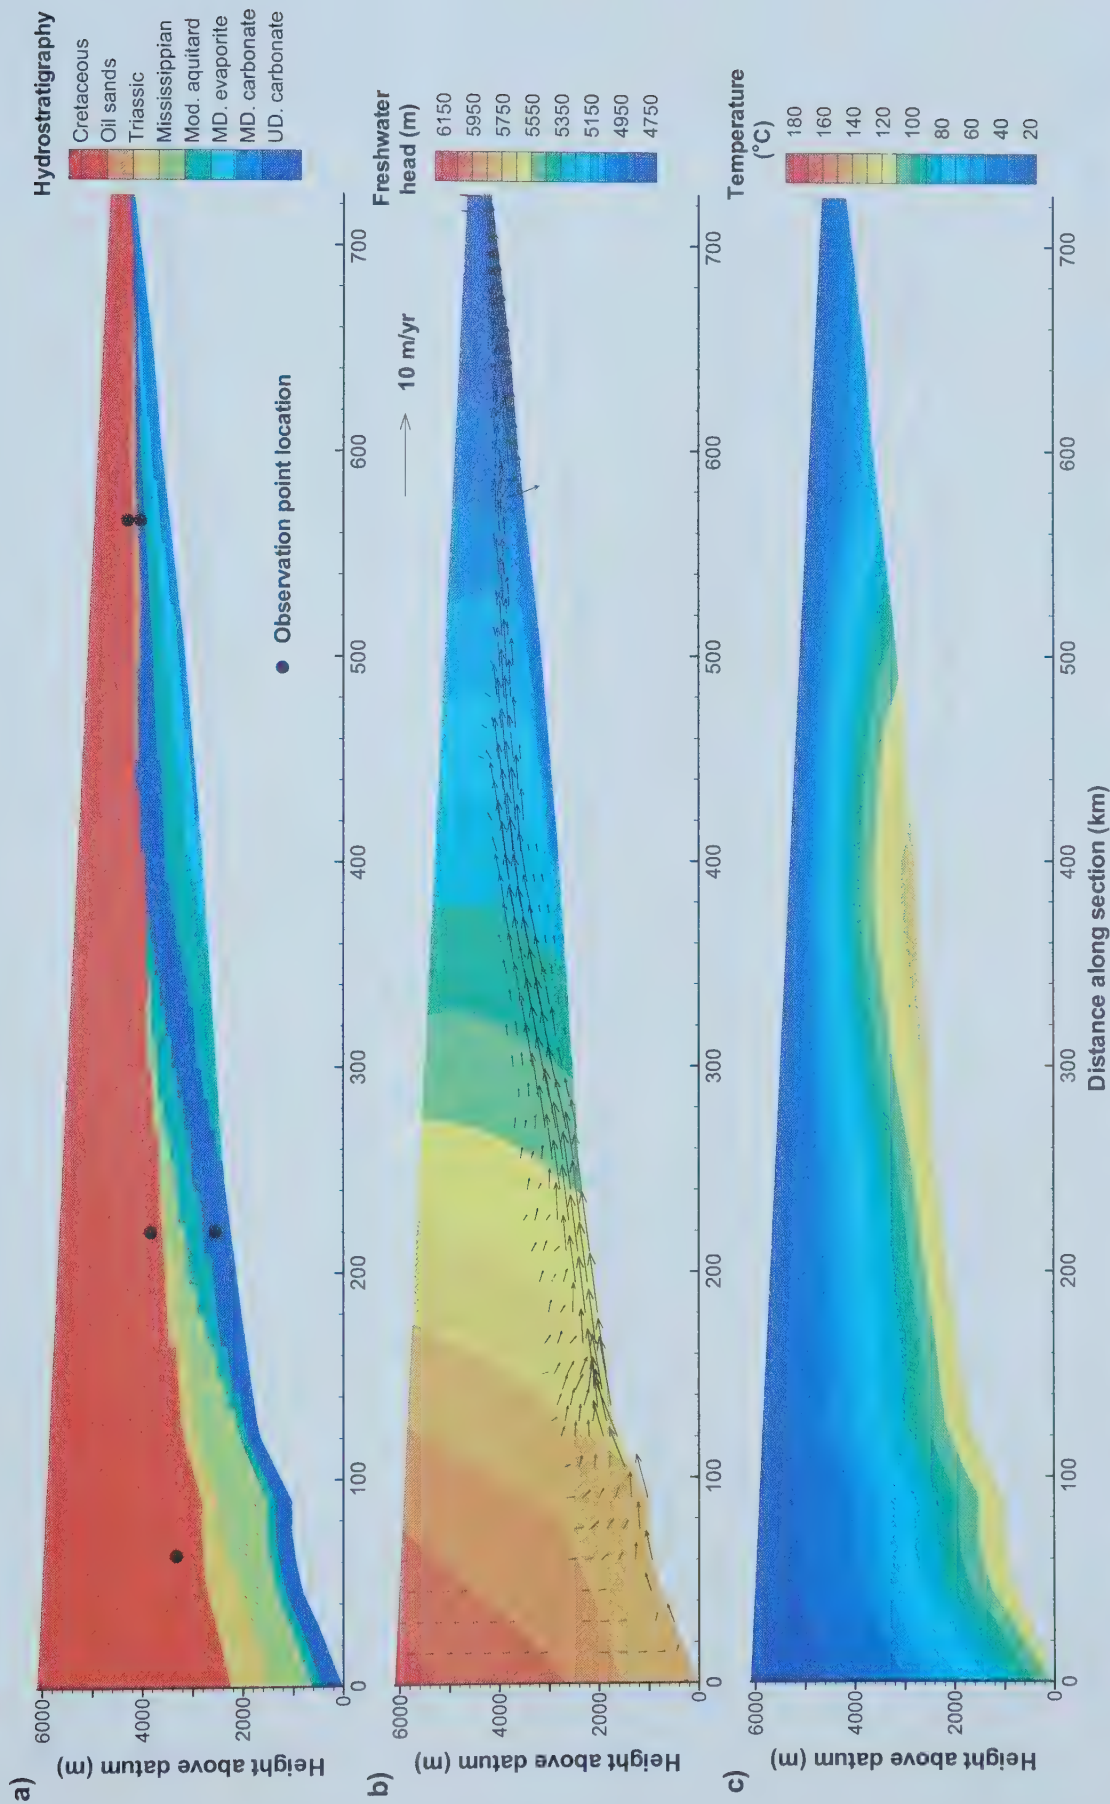 a)
Height above datum (m)
6000
4000
2000
0
0
100
200
300
400
500
600
700
Observation point location
Hydrostratigraphy
Cretaceous
Oil sands
Triassic
Mississippian
Mod. aquitard
MD. evaporite
MD. carbonate
UD. carbonate
b)
Height above datum (m)
6000
4000
2000
0
0
100
200
300
400
500
600
700
10 m/yr
Freshwater
head (m)
6150
5950
5750
5550
5350
5150
4950
4750
c)
Height above datum (m)
6000
4000
2000
0
0
100
200
300
400
500
600
700
Distance along section (km)
Temperature
(°C)
180
160
140
120
100
80
60
40
20